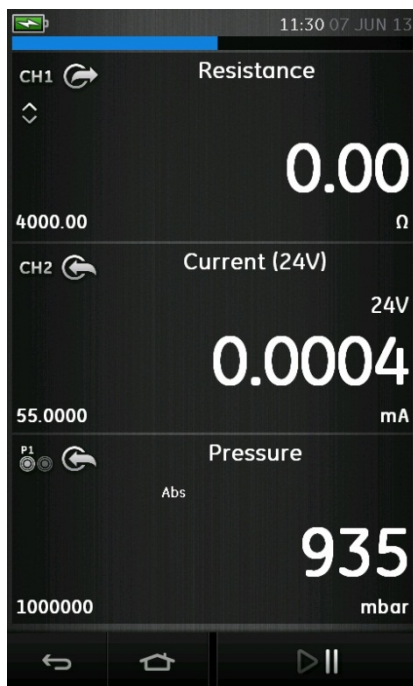 11:30 07 JUN 13
CH1 Resistance
0.00
4000.00 Ω
CH2 Current (24V)
24V
0.0004
55.0000 mA
P1 Pressure
Abs
935
1000000 mbar